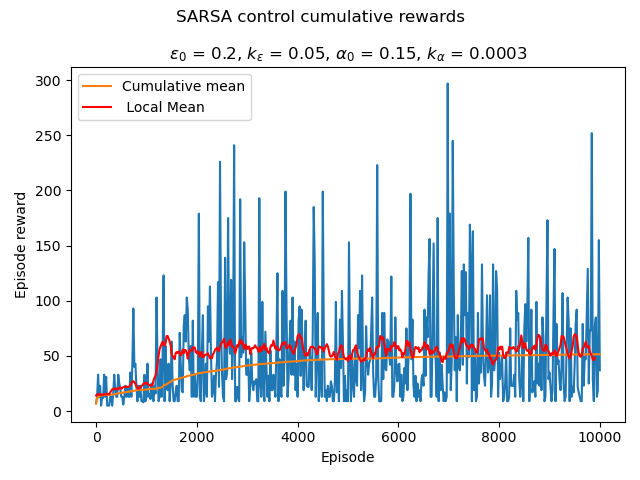 SARSA control cumulative rewards
ε₀ = 0.2, kε = 0.05, α₀ = 0.15, kα = 0.0003
Cumulative mean
Local Mean
Episode reward
300
250
200
150
100
50
0
0 2000 4000 6000 8000 10000
Episode